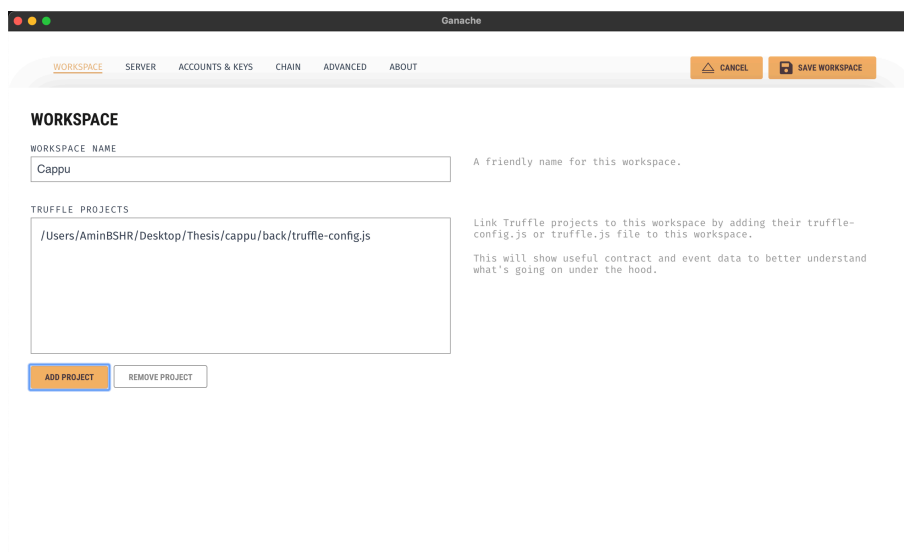 Ganache
WORKSPACE SERVER ACCOUNTS & KEYS CHAIN ADVANCED ABOUT CANCEL SAVE WORKSPACE
WORKSPACE
WORKSPACE NAME
Cappu
A friendly name for this workspace.
TRUFFLE PROJECTS
/Users/AminBSHR/Desktop/Thesis/cappu/back/truffle-config.js
Link Truffle projects to this workspace by adding their truffle-
config.js or truffle.js file to this workspace.
This will show useful contract and event data to better understand
what's going on under the hood.
ADD PROJECT REMOVE PROJECT